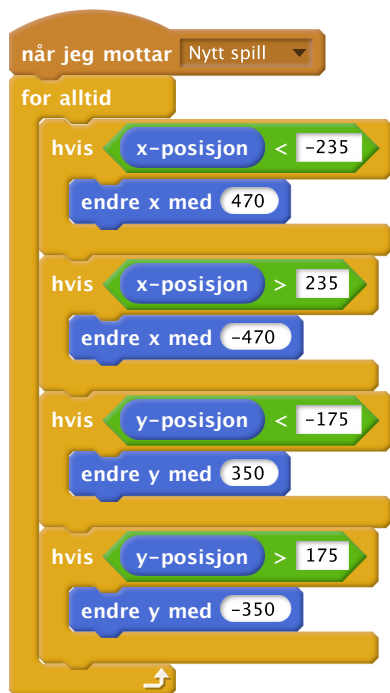 når jeg mottar Nytt spill
for alltid
hvis x-posisjon < -235
endre x med 470
hvis x-posisjon > 235
endre x med -470
hvis y-posisjon < -175
endre y med 350
hvis y-posisjon > 175
endre y med -350